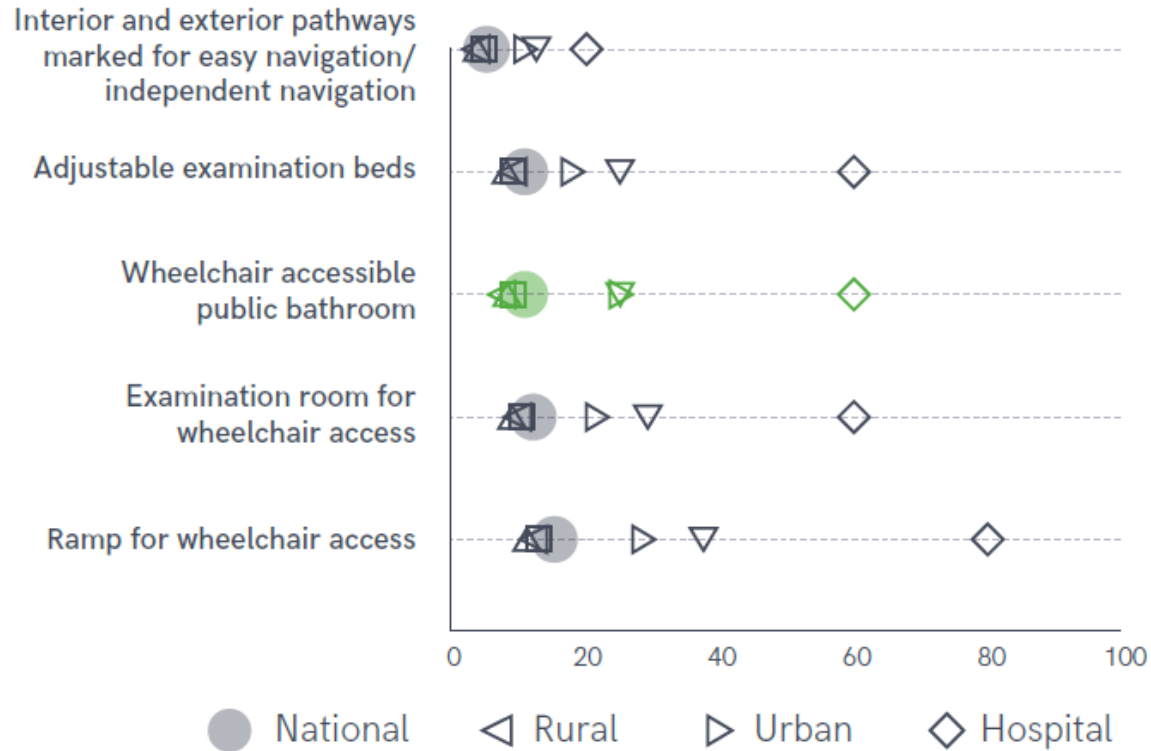 Interior and exterior pathways
marked for easy navigation/
independent navigation
Adjustable examination beds
Wheelchair accessible
public bathroom
Examination room for
wheelchair access
Ramp for wheelchair access
0 20 40 60 80 100
National Rural Urban Hospital